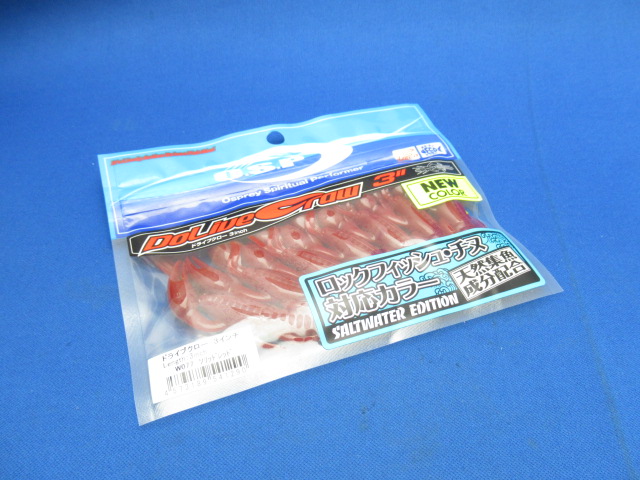 O.S.P
Osprey Spiritual Performer
DoLiveCraw 3"
ドライブクロー 3inch
NEW
COLOR
ロックフィッシュ・チヌ
対応カラー
天然集魚
成分配合
SALTWATER EDITION
ドライブクロー 3インチ